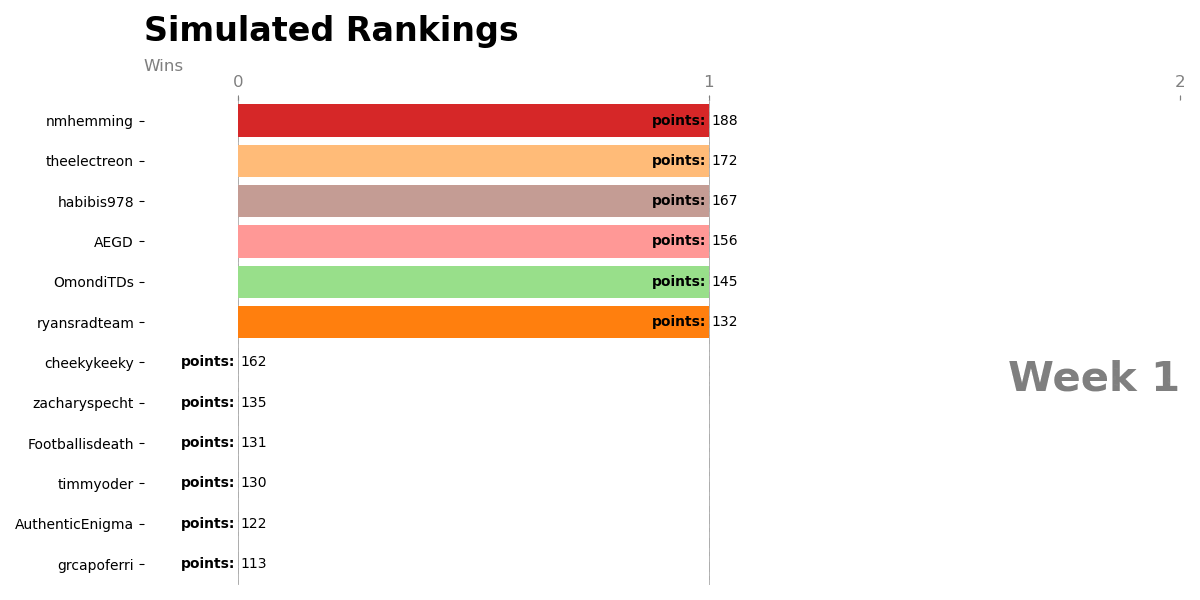 Simulated Rankings
Wins
0 1 2
nmhemming points: 188
theelectreon points: 172
habibis978 points: 167
AEGD points: 156
OmondiTDs points: 145
ryansradteam points: 132
cheekykeeky points: 162
Week 1
zacharyspecht points: 135
Footballisdeath points: 131
timmyoder points: 130
AuthenticEnigma points: 122
grcapoferri points: 113